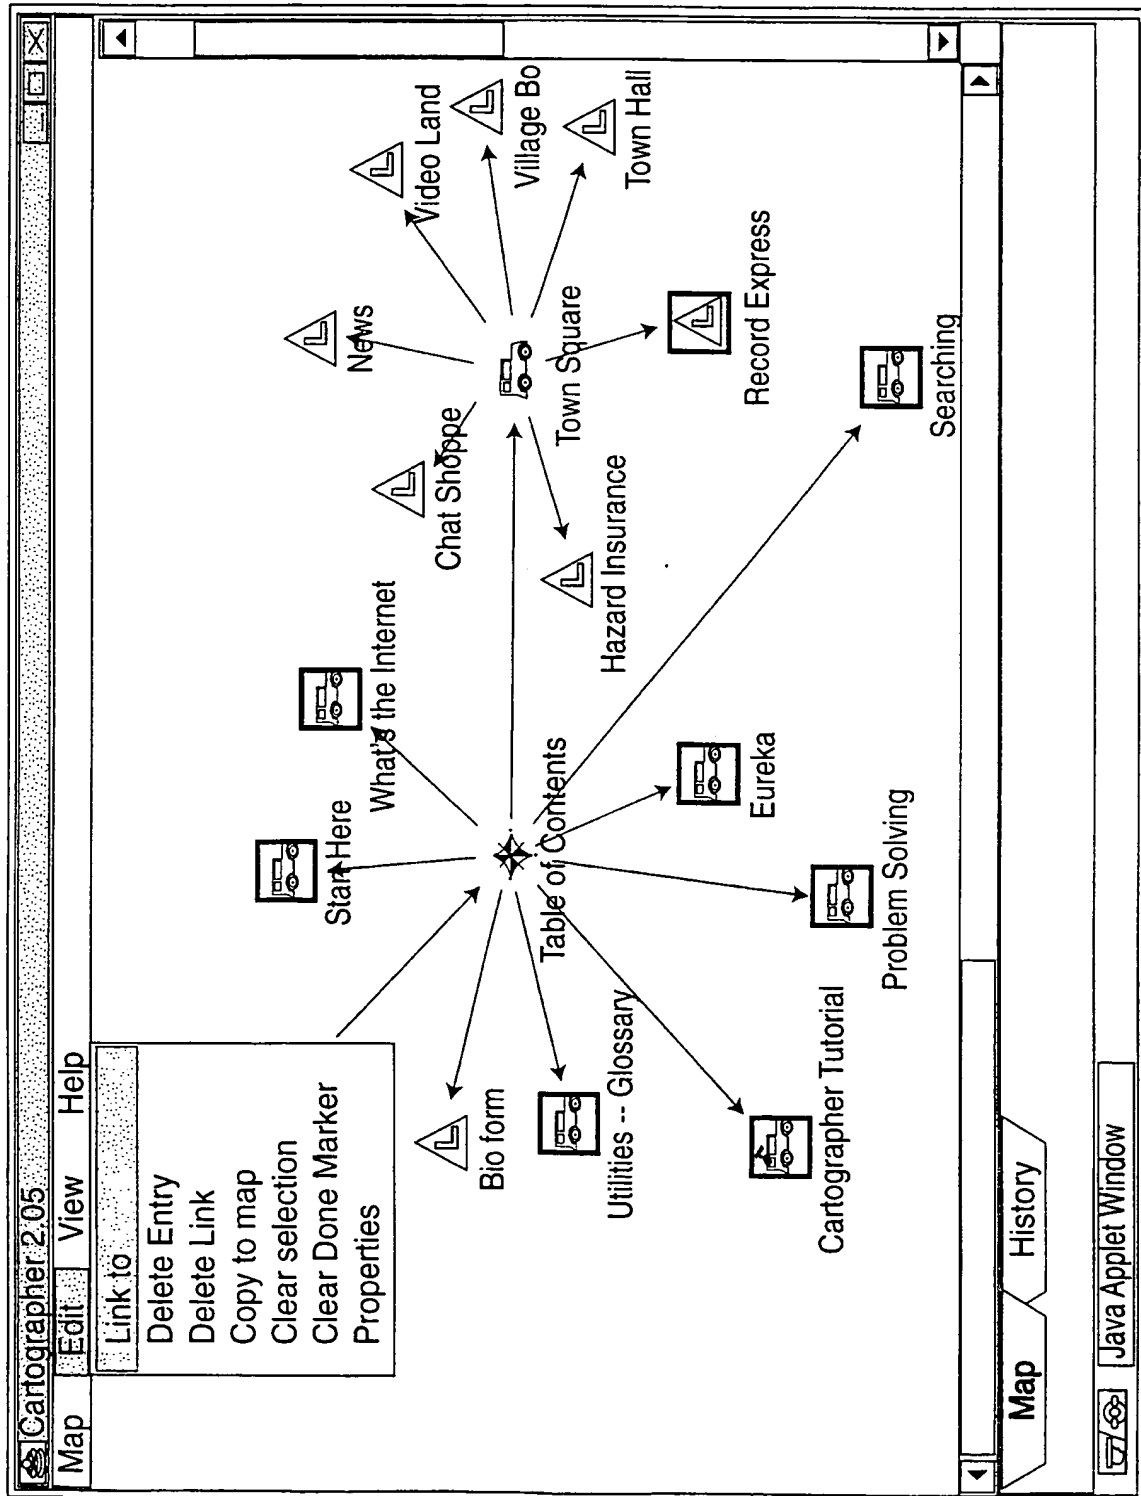 Cartographer 2.05
Map Edit View Help
Link to
Delete Entry
Delete Link
Copy to map
Clear selection
Clear Done Marker
Properties
Start Here
What's the Internet
Chat Shoppe
News
Video Land
Village Bo
Town Hall
Town Square
Record Express
Hazard Insurance
Bio form
Utilities -- Glossary
Table of Contents
Cartographer Tutorial
Problem Solving
Eureka
Searching
Map History
Java Applet Window